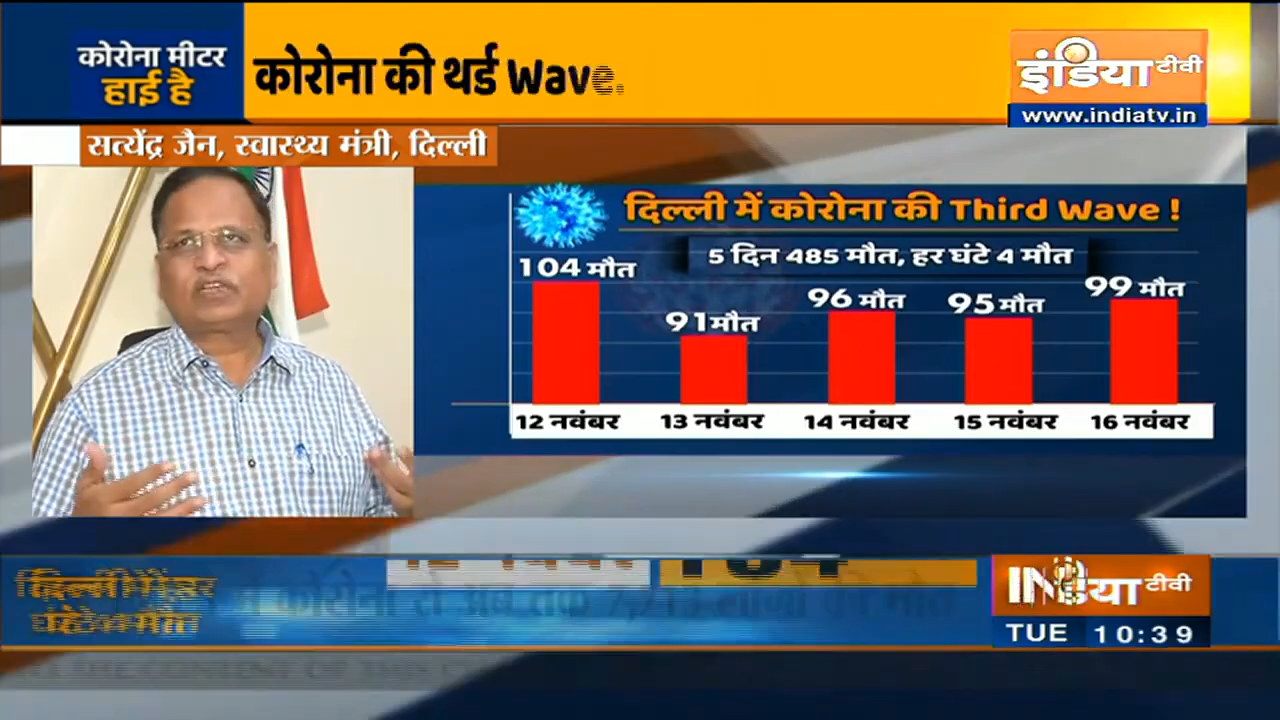 कोरोना मीटर
हाई है
कोरोना की थर्ड Wave.
इंडिया टीवी
www.indiatv.in
सत्येंद्र जैन, स्वास्थ्य मंत्री, दिल्ली
दिल्ली में कोरोना की Third Wave !
5 दिन 485 मौत, हर घंटे 4 मौत
104 मौत
91मौत
96 मौत
95 मौत
99 मौत
12 नवंबर
13 नवंबर
14 नवंबर
15 नवंबर
16 नवंबर
टीवी
TUE 10:39